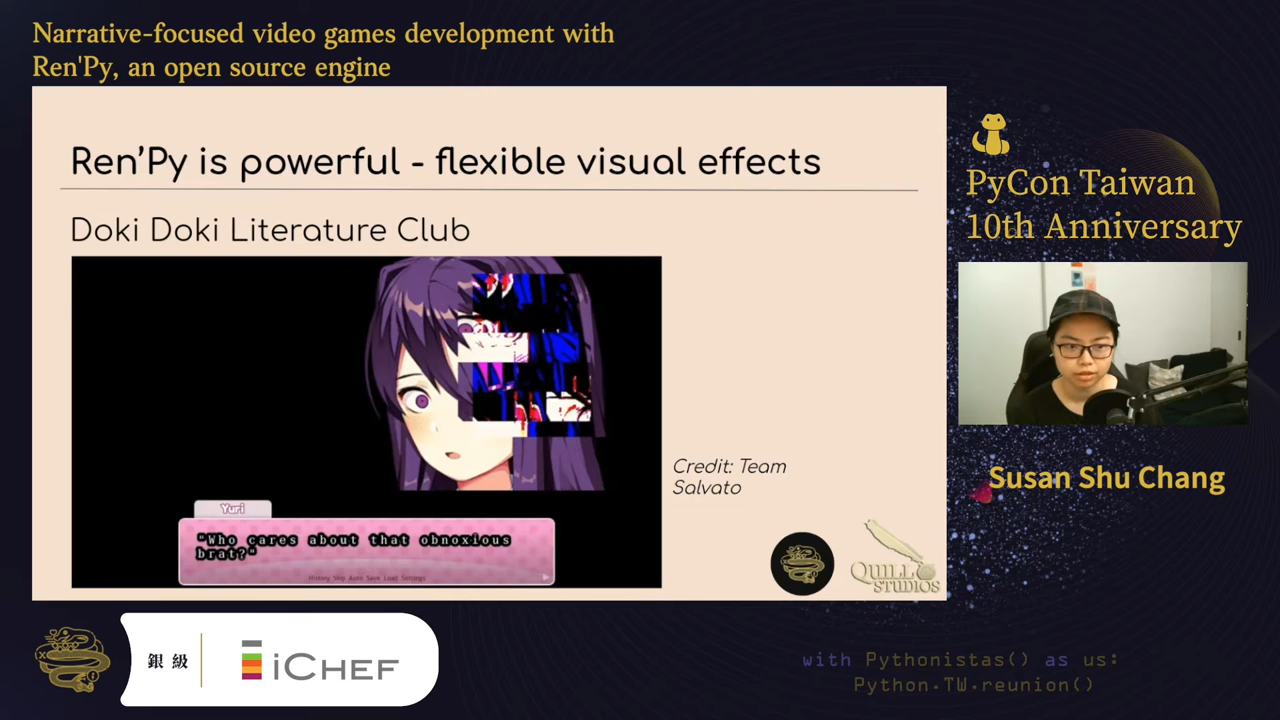 Narrative-focused video games development with
Ren'Py, an open source engine
Ren'Py is powerful - flexible visual effects
Doki Doki Literature Club
Yuri
"Who cares about that obnoxious
brat?"
History Skip Auto Save Load Settings
Credit: Team
Salvato
QUILL
STUDIOS
PyCon Taiwan
10th Anniversary
Susan Shu Chang
銀級
iCHEF
with Pythonistas() as us:
Python.TW.reunion()